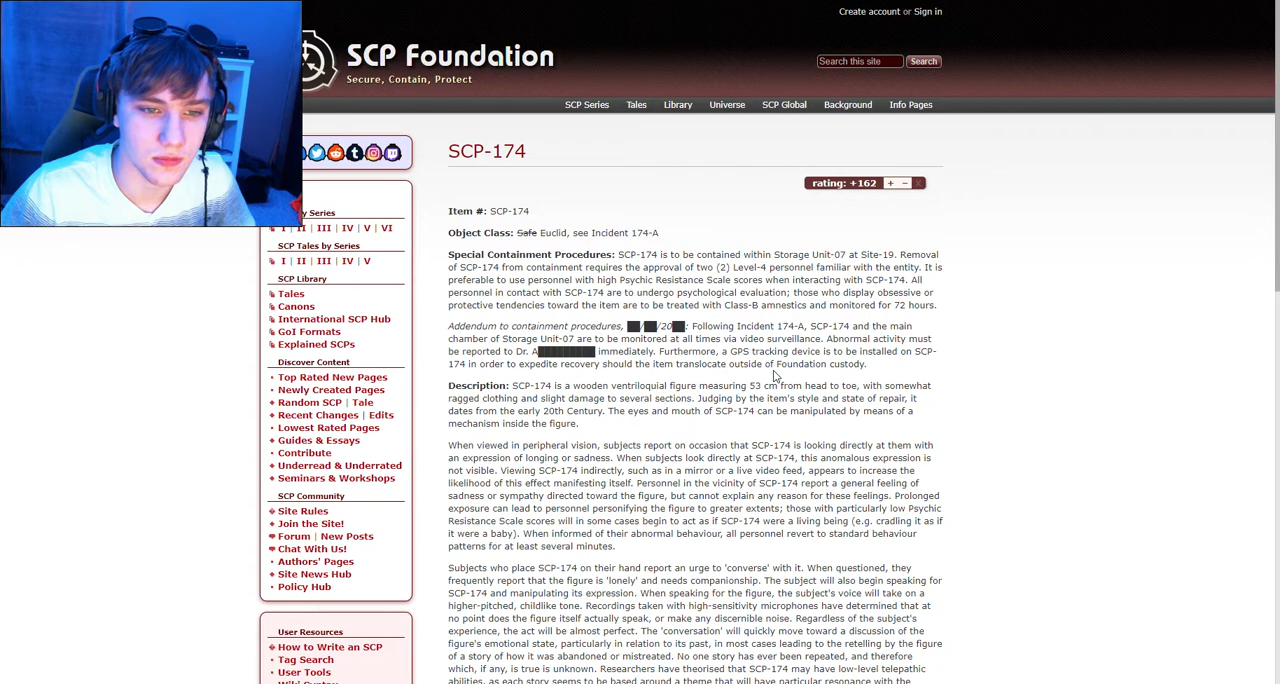 Create account or Sign in
SCP Foundation
Secure, Contain, Protect
Search this site Search
SCP Series Tales Library Universe SCP Global Background Info Pages
y Series
I II III IV V VI
SCP Tales by Series
I II III IV V
SCP Library
Tales
Canons
International SCP Hub
GoI Formats
Explained SCPs
Discover Content
Top Rated New Pages
Newly Created Pages
Random SCP | Tale
Recent Changes | Edits
Lowest Rated Pages
Guides & Essays
Contribute
Underread & Underrated
Seminars & Workshops
SCP Community
Site Rules
Join the Site!
Forum | New Posts
Chat With Us!
Authors' Pages
Site News Hub
Policy Hub
User Resources
How to Write an SCP
Tag Search
User Tools
Wiki Syntax
SCP-174
rating: +162 + – X
Item #: SCP-174
Object Class: Safe Euclid, see Incident 174-A
Special Containment Procedures: SCP-174 is to be contained within Storage Unit-07 at Site-19. Removal
of SCP-174 from containment requires the approval of two (2) Level-4 personnel familiar with the entity. It is
preferable to use personnel with high Psychic Resistance Scale scores when interacting with SCP-174. All
personnel in contact with SCP-174 are to undergo psychological evaluation; those who display obsessive or
protective tendencies toward the item are to be treated with Class-B amnestics and monitored for 72 hours.
Addendum to containment procedures, ██/██/20██: Following Incident 174-A, SCP-174 and the main
chamber of Storage Unit-07 are to be monitored at all times via video surveillance. Abnormal activity must
be reported to Dr. A█████████ immediately. Furthermore, a GPS tracking device is to be installed on SCP-
174 in order to expedite recovery should the item translocate outside of Foundation custody.
Description: SCP-174 is a wooden ventriloquial figure measuring 53 cm from head to toe, with somewhat
ragged clothing and slight damage to several sections. Judging by the item's style and state of repair, it
dates from the early 20th Century. The eyes and mouth of SCP-174 can be manipulated by means of a
mechanism inside the figure.
When viewed in peripheral vision, subjects report on occasion that SCP-174 is looking directly at them with
an expression of longing or sadness. When subjects look directly at SCP-174, this anomalous expression is
not visible. Viewing SCP-174 indirectly, such as in a mirror or a live video feed, appears to increase the
likelihood of this effect manifesting itself. Personnel in the vicinity of SCP-174 report a general feeling of
sadness or sympathy directed toward the figure, but cannot explain any reason for these feelings. Prolonged
exposure can lead to personnel personifying the figure to greater extents; those with particularly low Psychic
Resistance Scale scores will in some cases begin to act as if SCP-174 were a living being (e.g. cradling it as if
it were a baby). When informed of their abnormal behaviour, all personnel revert to standard behaviour
patterns for at least several minutes.
Subjects who place SCP-174 on their hand report an urge to 'converse' with it. When questioned, they
frequently report that the figure is 'lonely' and needs companionship. The subject will also begin speaking for
SCP-174 and manipulating its expression. When speaking for the figure, the subject's voice will take on a
higher-pitched, childlike tone. Recordings taken with high-sensitivity microphones have determined that at
no point does the figure itself actually speak, or make any discernible noise. Regardless of the subject's
experience, the act will be almost perfect. The 'conversation' will quickly move toward a discussion of the
figure's emotional state, particularly in relation to its past, in most cases leading to the retelling by the figure
of a story of how it was abandoned or mistreated. No one story has ever been repeated, and therefore
which, if any, is true is unknown. Researchers have theorised that SCP-174 may have low-level telepathic
abilities, as each story seems to be based around a theme that will have particular resonance with the